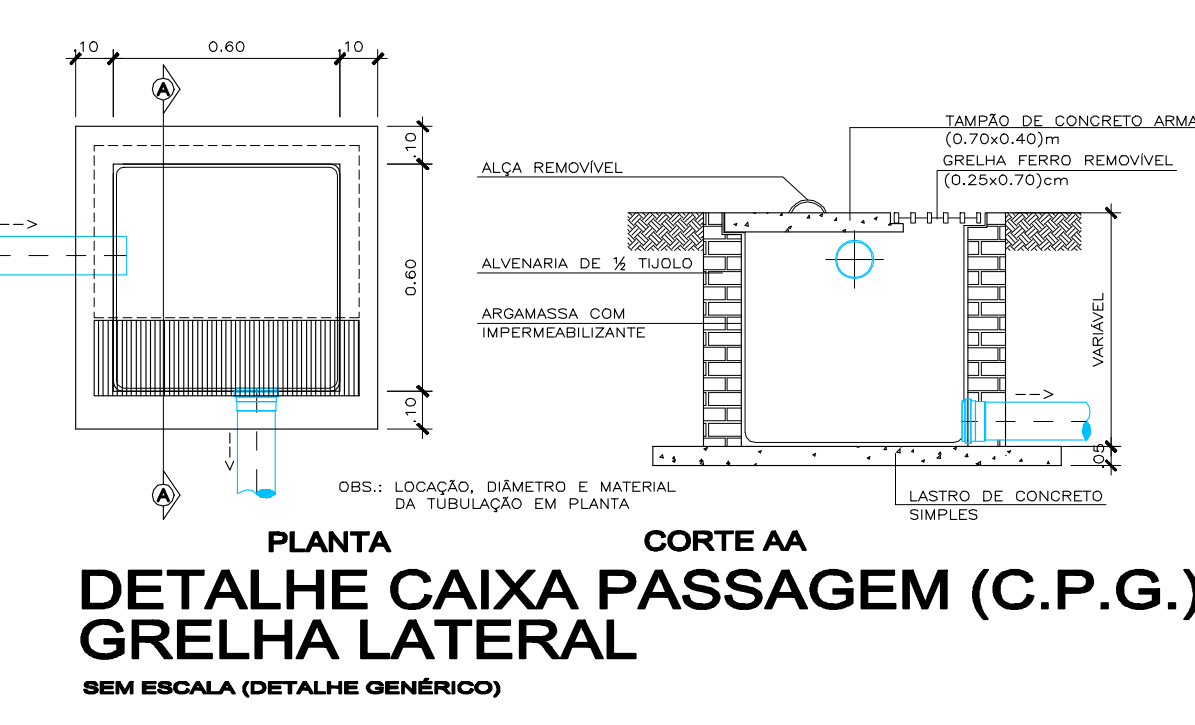 .10 0.60 .10
A
.10
0.60
.10
A
-->
TAMPÃO DE CONCRETO ARMA
(0.70x0.40)m
GRELHA FERRO REMOVÍVEL
(0.25x0.70)cm
ALÇA REMOVÍVEL
ALVENARIA DE ½ TIJOLO
ARGAMASSA COM
IMPERMEABILIZANTE
VARIÁVEL
.05
LASTRO DE CONCRETO
SIMPLES
OBS.: LOCAÇÃO, DIÂMETRO E MATERIAL
DA TUBULAÇÃO EM PLANTA
PLANTA
CORTE AA
DETALHE CAIXA PASSAGEM (C.P.G.)
GRELHA LATERAL
SEM ESCALA (DETALHE GENÉRICO)